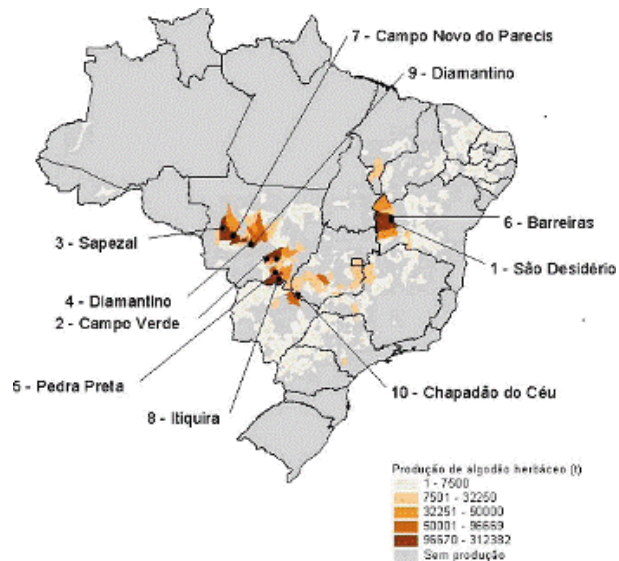 7 - Campo Novo do Parecis
9 - Diamantino
6 - Barreiras
3 - Sapezal
1 - São Desidério
4 - Diamantino
2 - Campo Verde
5 - Pedra Preta
10 - Chapadão do Céu
8 - Itiquira
Produção de algodão herbáceo (t)
1 - 7500
7501 - 32250
32251 - 50000
50001 - 96669
96670 - 312382
Sem produção